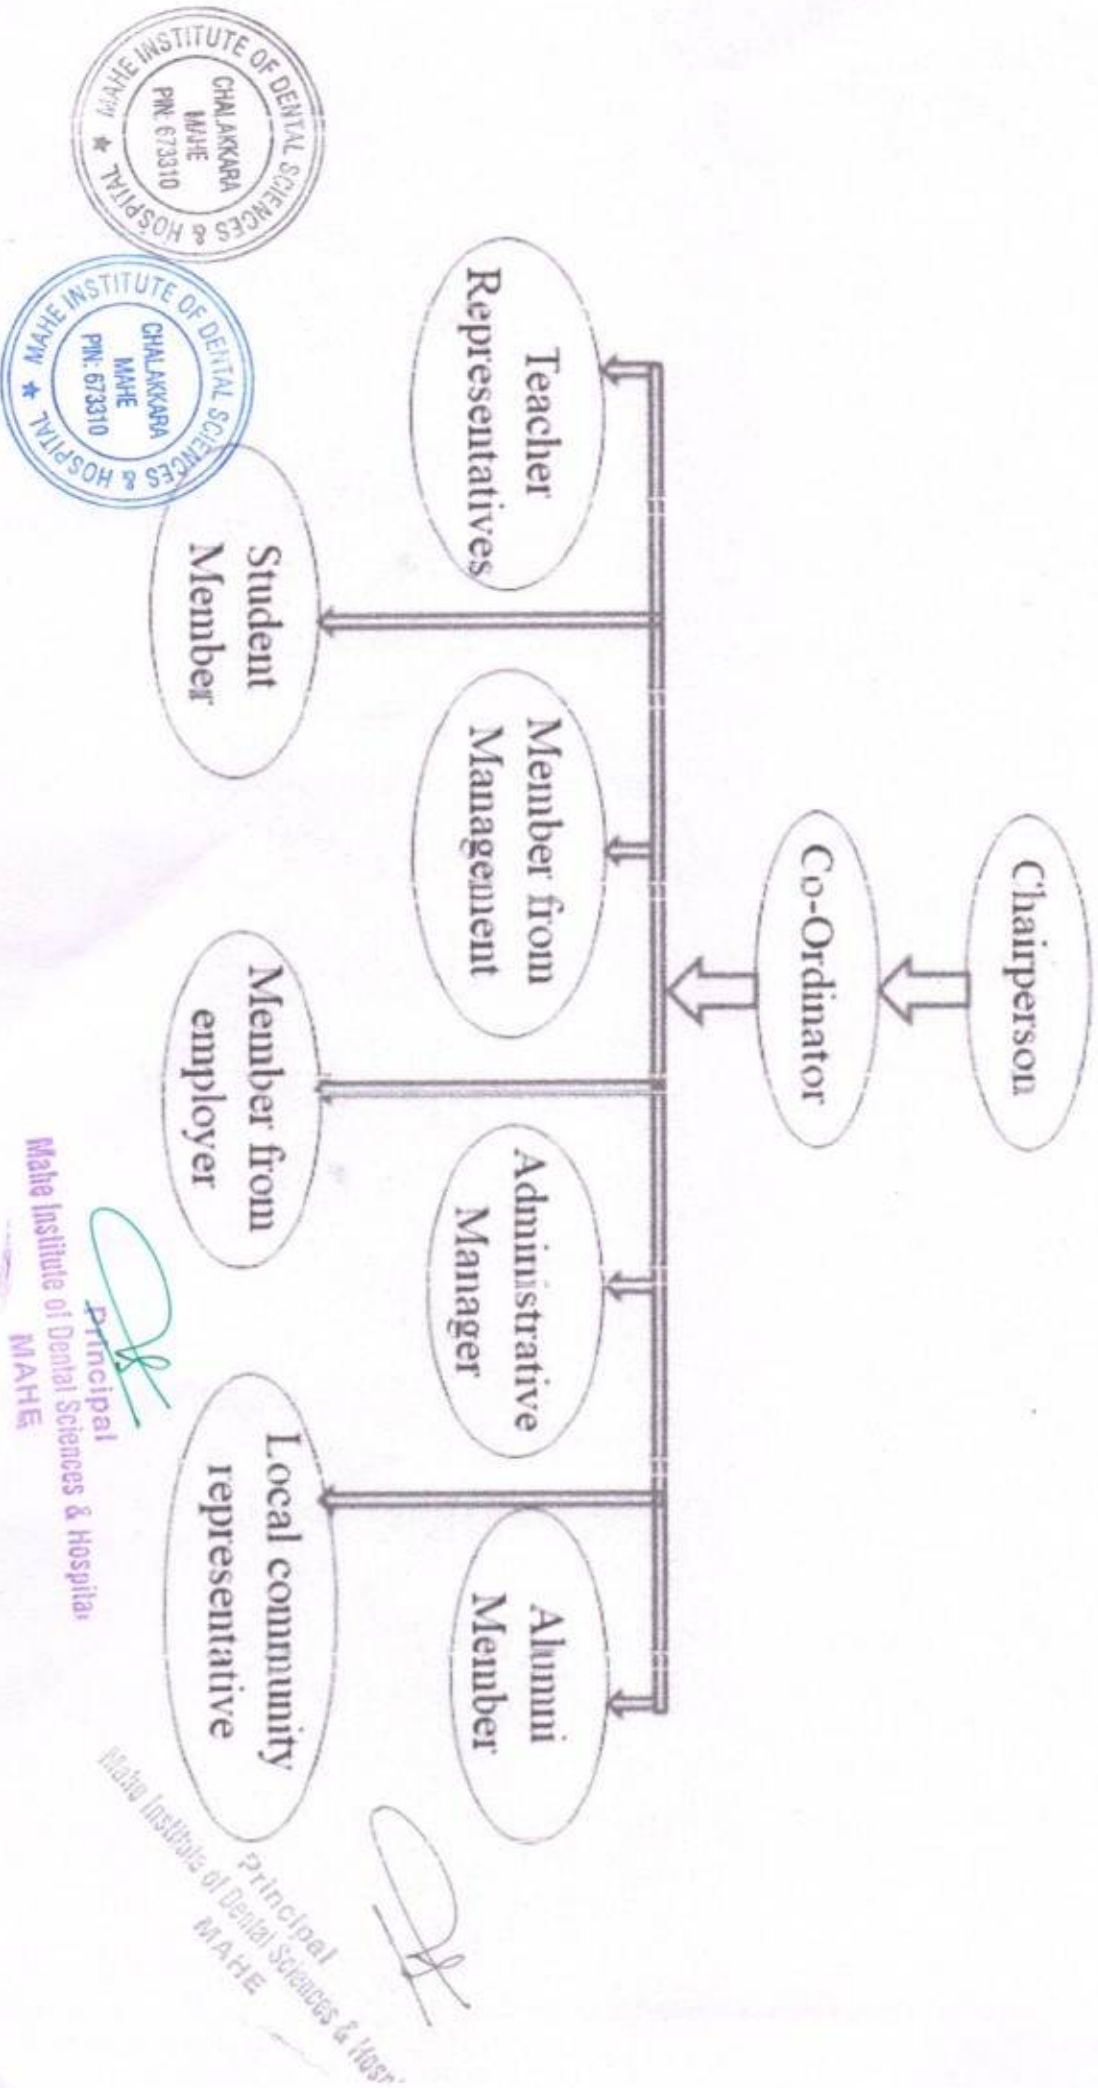 Chairperson
Co-Ordinator
Teacher
Representatives
Member from
Management
Administrative
Manager
Alumni
Member
Student
Member
Member from
employer
Local community
representative
MAHE INSTITUTE OF DENTAL SCIENCES & HOSPITAL
CHALAKKARA
MAHE
PIN: 673310
MAHE INSTITUTE OF DENTAL SCIENCES & HOSPITAL
CHALAKKARA
MAHE
PIN: 673310
Principal
Mahe Institute of Dental Sciences & Hospital
MAHE
Principal
Mahe Institute of Dental Sciences &
MAHE